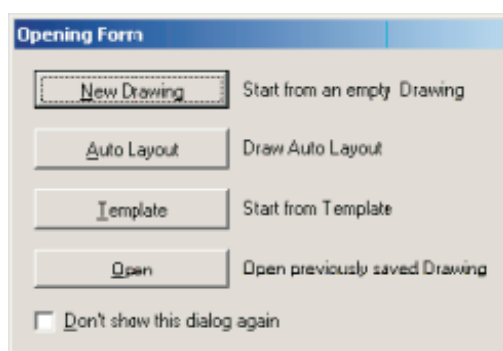 Opening Form
New Drawing Start from an empty Drawing
Auto Layout Draw Auto Layout
Template Start from Template
Open Open previously saved Drawing
Don't show this dialog again